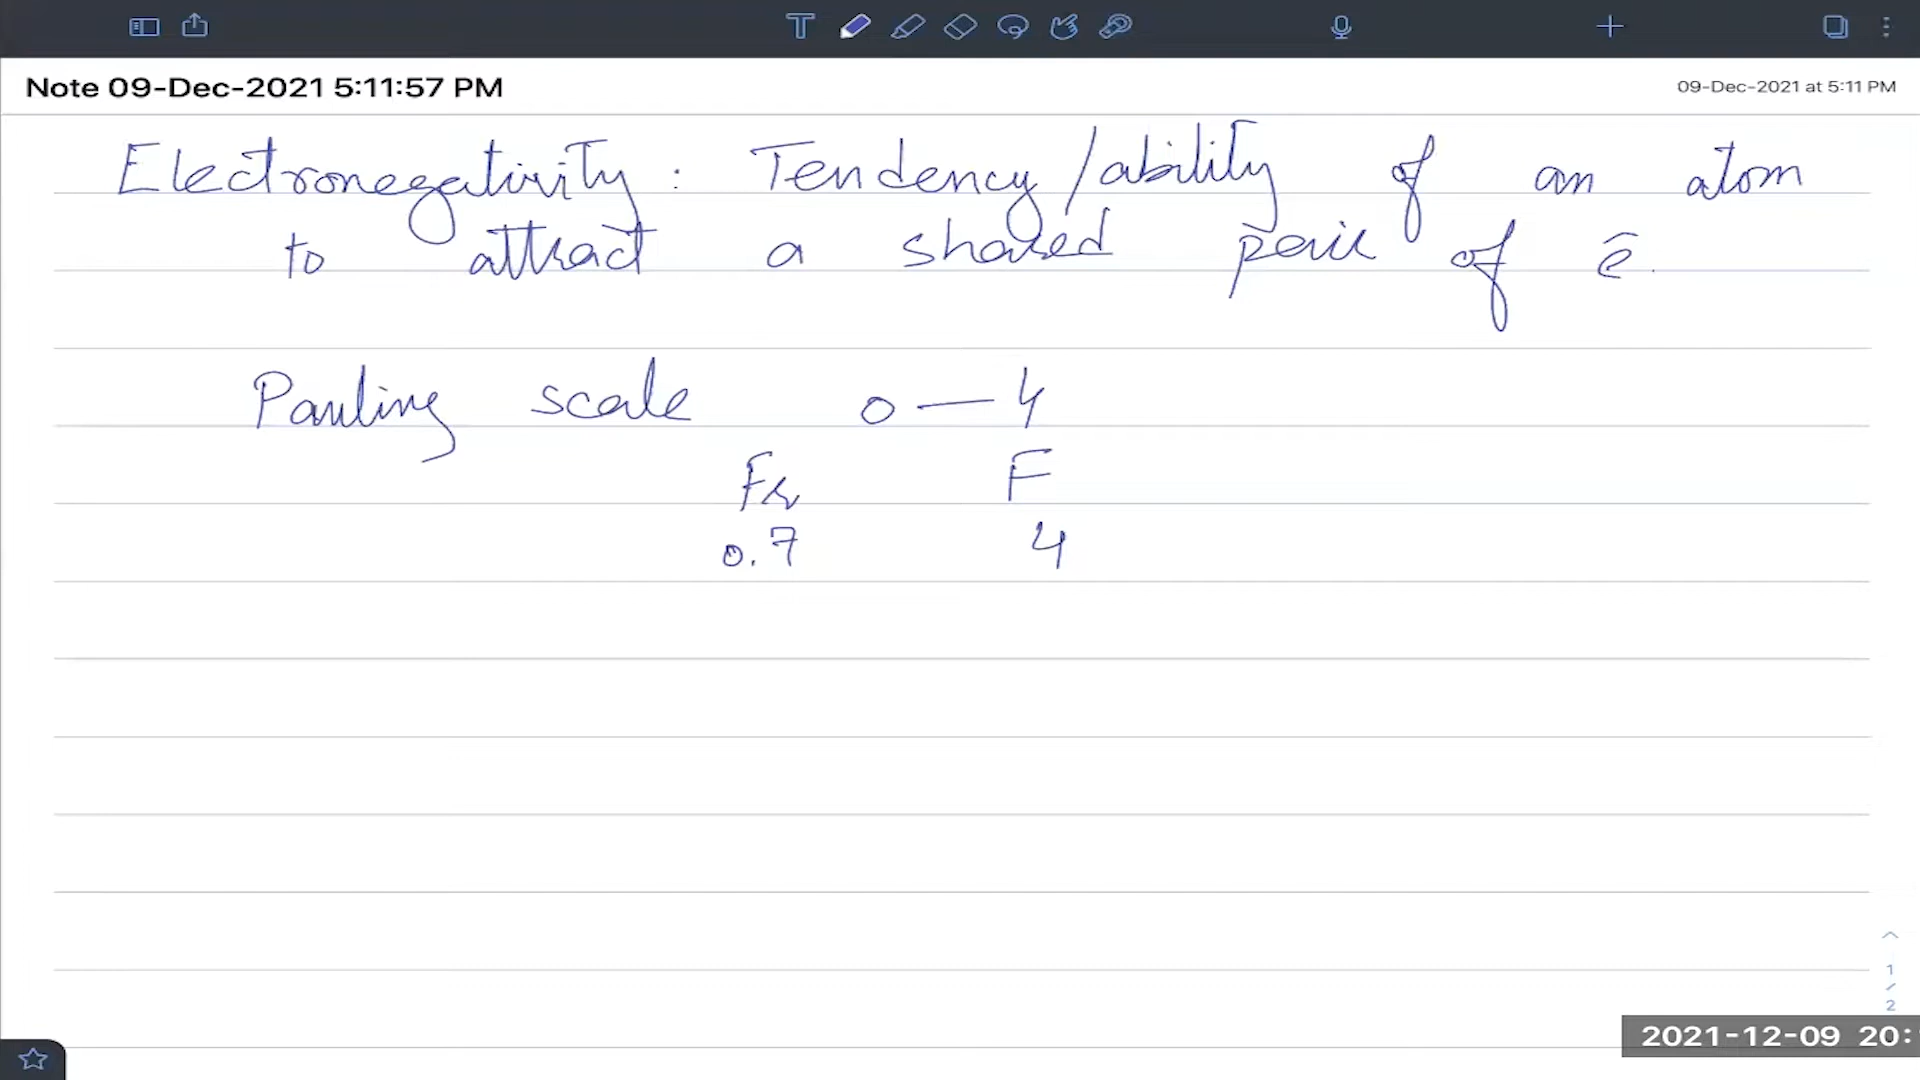 Note 09-Dec-2021 5:11:57 PM
09-Dec-2021 at 5:11 PM
Electronegativity : Tendency/ability of an atom
to attract a shared pair of ē.
Pauling scale 0 — 4
Fr F
0.7 4
1
/
2
2021-12-09 20: